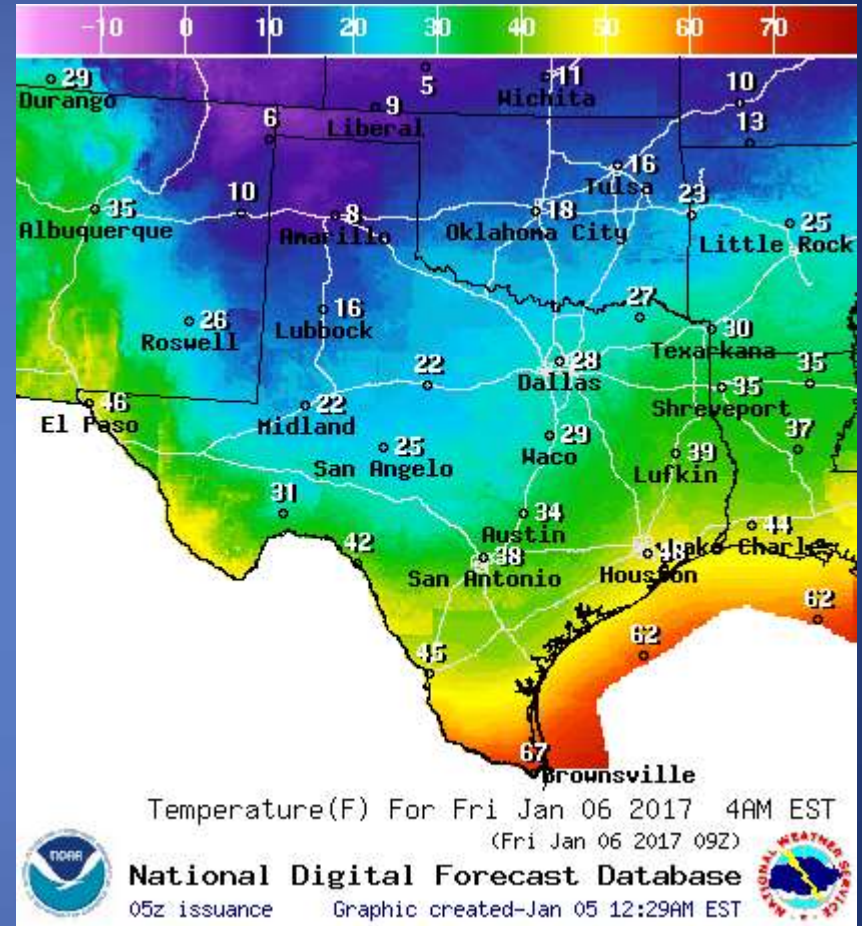 -10 0 10 20 30 40 50 60 70
29 Durango
5
11 Wichita
9 Liberal
10
6
13
16 Tulsa
35 Albuquerque
10
8 Amarillo
18 Oklahoma City
23
25 Little Rock
26 Roswell
16 Lubbock
27
30 Texarkana
28 Dallas
22
35 Shreveport
35
46 El Paso
22 Midland
25 San Angelo
29 Waco
39 Lufkin
37
31
34 Austin
44 Lake Charles
42
38 San Antonio
48 Houston
62
62
45
67 Brownsville
Temperature(F) For Fri Jan 06 2017 4AM EST
(Fri Jan 06 2017 09Z)
NOAA
National Digital Forecast Database
05z issuance Graphic created-Jan 05 12:29AM EST
NATIONAL WEATHER SERVICE